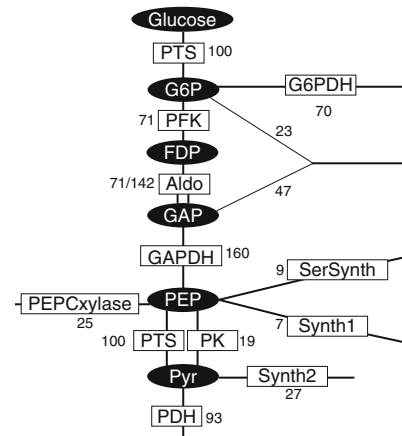 Glucose
PTS 100
G6P
G6PDH
70
71 PFK
23
FDP
71/142 Aldo
47
GAP
GAPDH 160
9 SerSynth
PEPCxylase
25
PEP
7 Synth1
100 PTS
PK 19
Pyr
Synth2
27
PDH 93